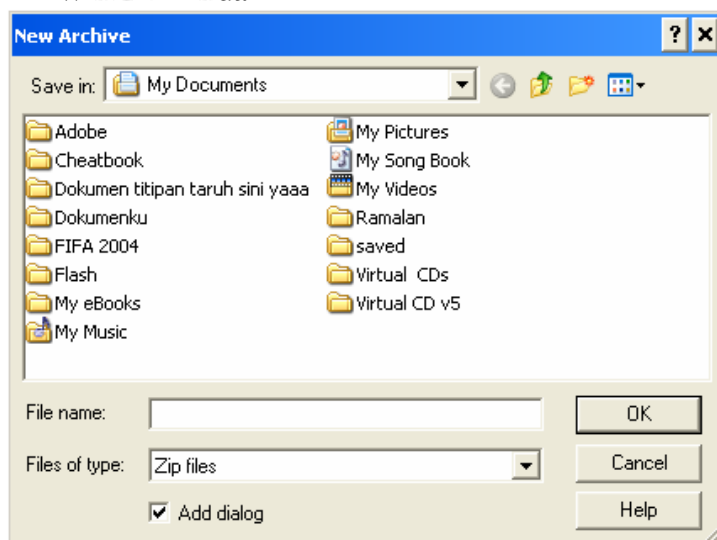 New Archive
Save in: My Documents
Adobe
Cheatbook
Dokumen titipan taruh sini yaaa
Dokumenku
FIFA 2004
Flash
My eBooks
My Music
My Pictures
My Song Book
My Videos
Ramalan
saved
Virtual CDs
Virtual CD v5
File name:
OK
Files of type: Zip files
Cancel
Add dialog
Help